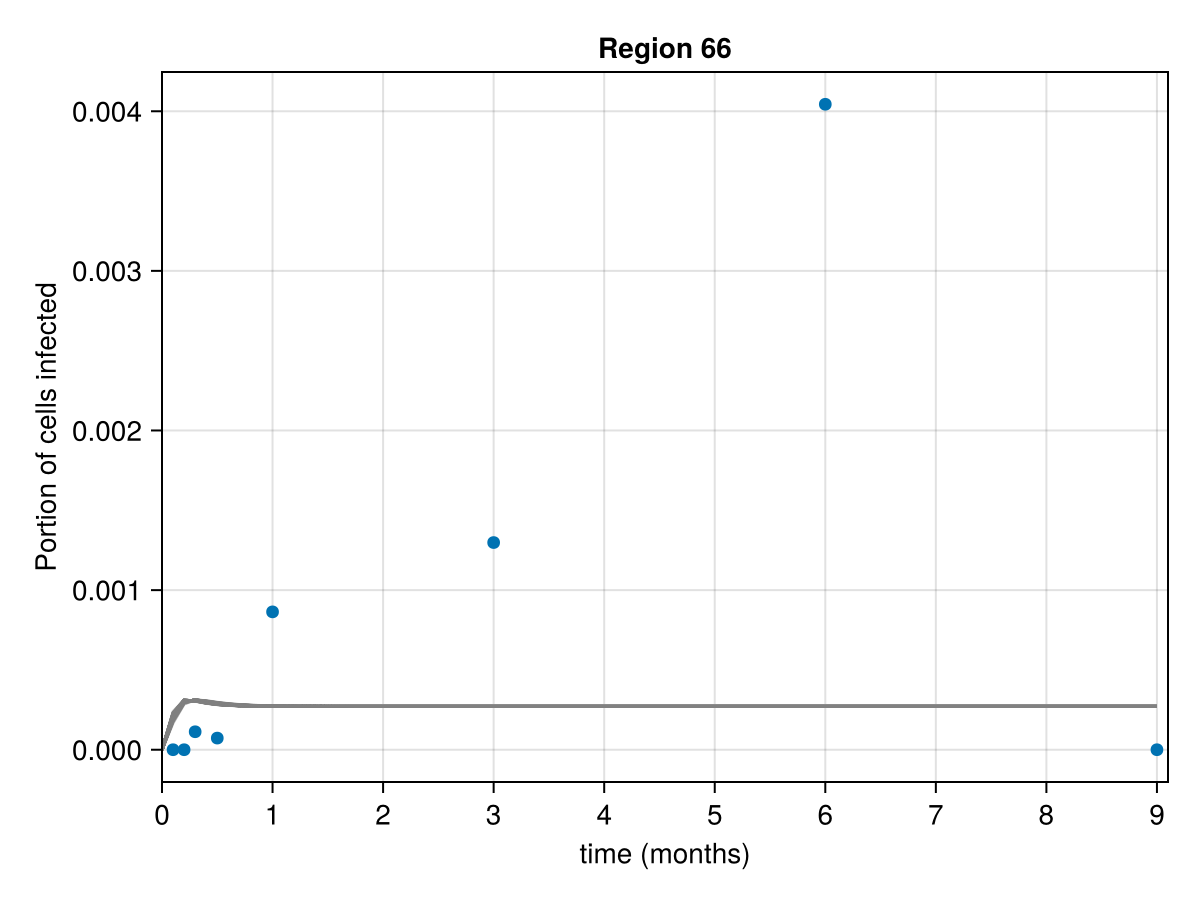 Region 66
0.004
0.003
0.002
0.001
0.000
Portion of cells infected
0 1 2 3 4 5 6 7 8 9
time (months)